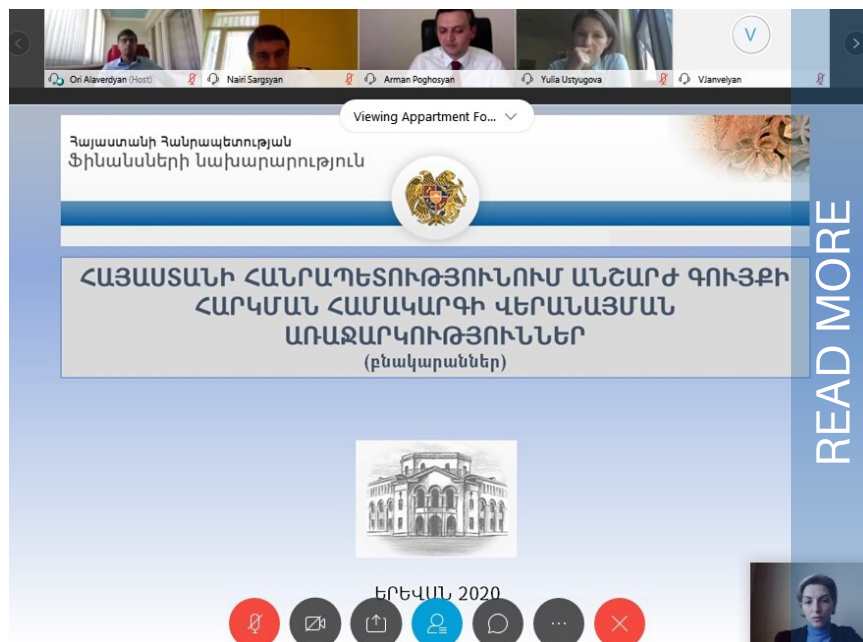 Ori Alaverdyan (Host)
Nairi Sargsyan
Arman Poghosyan
Yulia Ustyugova
V
VJanvelyan
Viewing Appartment Fo...
Հայաստանի Հանրապետության
Ֆինանսների նախարարություն
ՀԱՅԱՍՏԱՆԻ ՀԱՆՐԱՊԵՏՈՒԹՅՈՒՆՈՒՄ ԱՆՇԱՐԺ ԳՈՒՅՔԻ
ՀԱՐԿՄԱՆ ՀԱՄԱԿԱՐԳԻ ՎԵՐԱՆԱՅՄԱՆ
ԱՌԱՋԱՐԿՈՒԹՅՈՒՆՆԵՐ
(բնակարաններ)
ԵՐԵՎԱՆ 2020
READ MORE